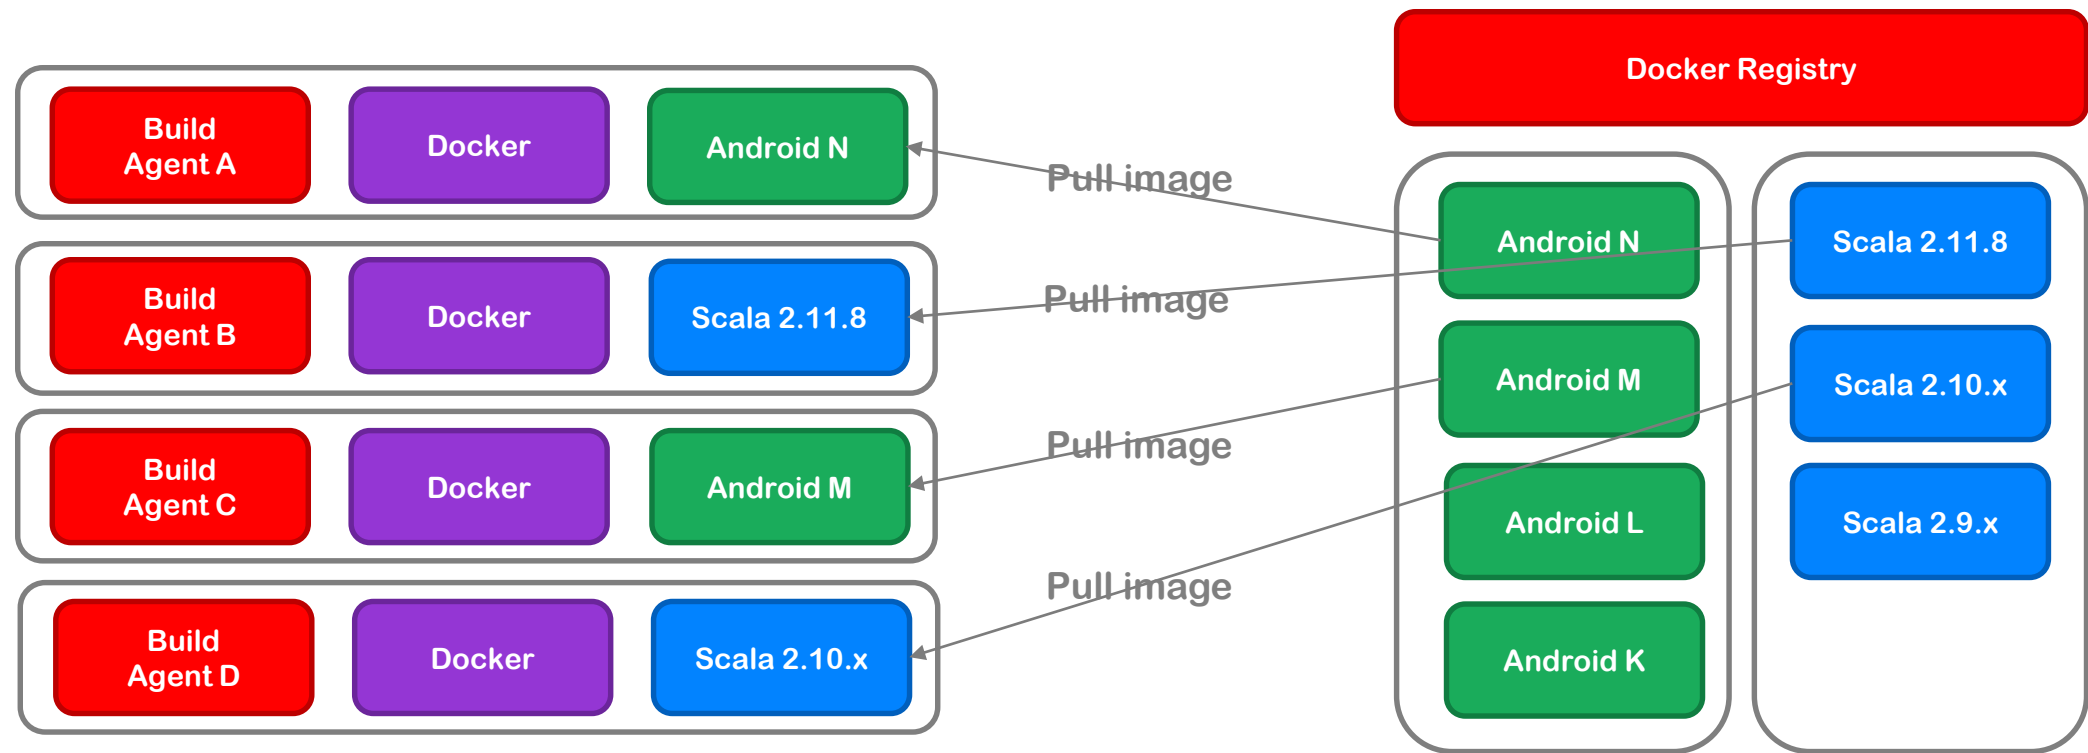 Docker Registry
Build
Agent A
Docker
Android N
Pull image
Build
Agent B
Docker
Scala 2.11.8
Pull image
Build
Agent C
Docker
Android M
Pull image
Build
Agent D
Docker
Scala 2.10.x
Pull image
Android N
Android M
Android L
Android K
Scala 2.11.8
Scala 2.10.x
Scala 2.9.x